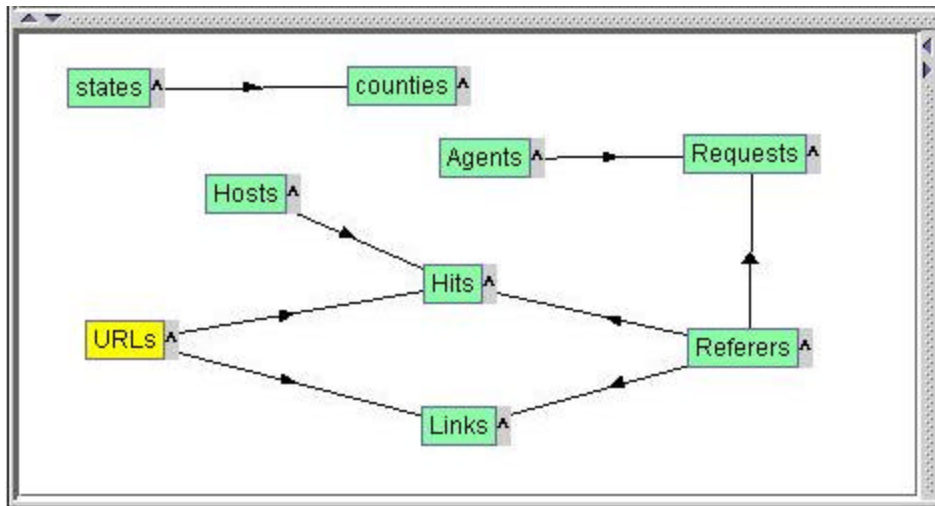 states
counties
Agents
Requests
Hosts
Hits
URLs
Referers
Links